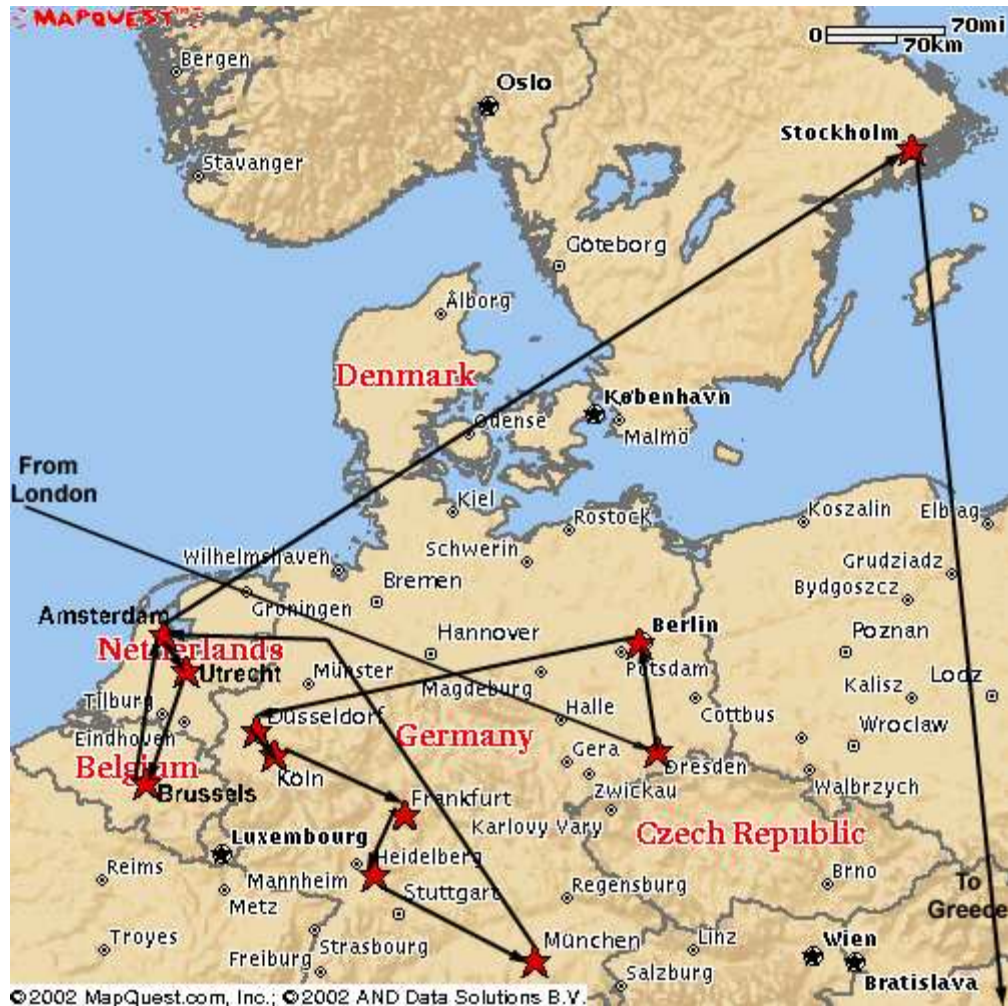 MAPQUEST™
0 70mi
70km
Bergen
Oslo
Stockholm
Stavanger
Göteborg
Ålborg
Denmark
København
Odense
Malmö
From
London
Kiel
Rostock
Koszalin
Elblag
Wilhelmshaven
Schwerin
Grudziadz
Bremen
Bydgoszcz
Groningen
Amsterdam
Hannover
Berlin
Poznan
Netherlands
Utrecht
Münster
Potsdam
Magdeburg
Kalisz
Lodz
Tilburg
Düsseldorf
Halle
Cottbus
Wroclaw
Eindhoven
Germany
Belgium
Köln
Gera
Dresden
Brussels
Zwickau
Walbrzych
Frankfurt
Karlovy Vary
Czech Republic
Luxembourg
Heidelberg
Reims
Mannheim
Stuttgart
Regensburg
Brno
To
Greece
Metz
Troyes
Strasbourg
Freiburg
München
Linz
Wien
Salzburg
Bratislava
©2002 MapQuest.com, Inc.; ©2002 AND Data Solutions B.V.